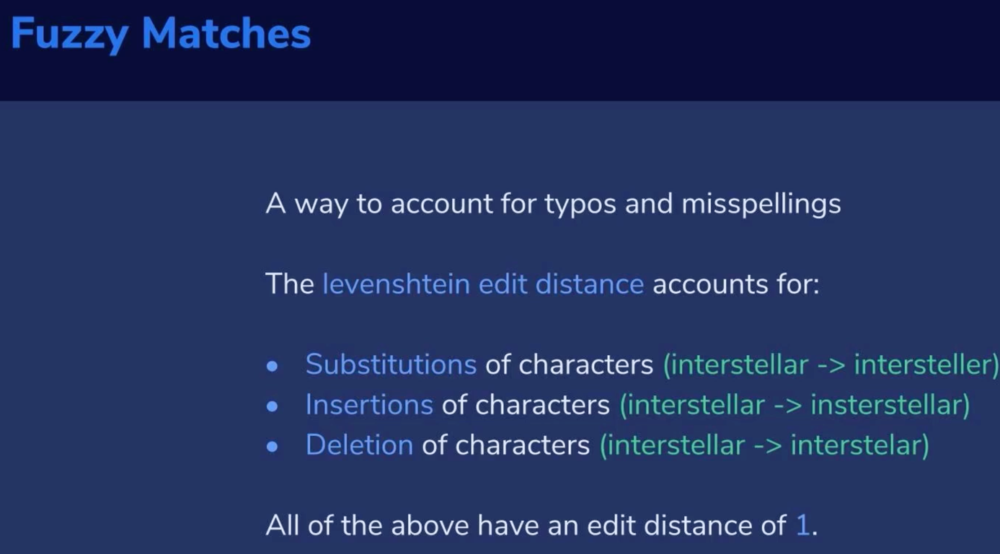 Fuzzy Matches
A way to account for typos and misspellings
The levenshtein edit distance accounts for:
• Substitutions of characters (interstellar -> intersteller)
• Insertions of characters (interstellar -> insterstellar)
• Deletion of characters (interstellar -> interstelar)
All of the above have an edit distance of 1.